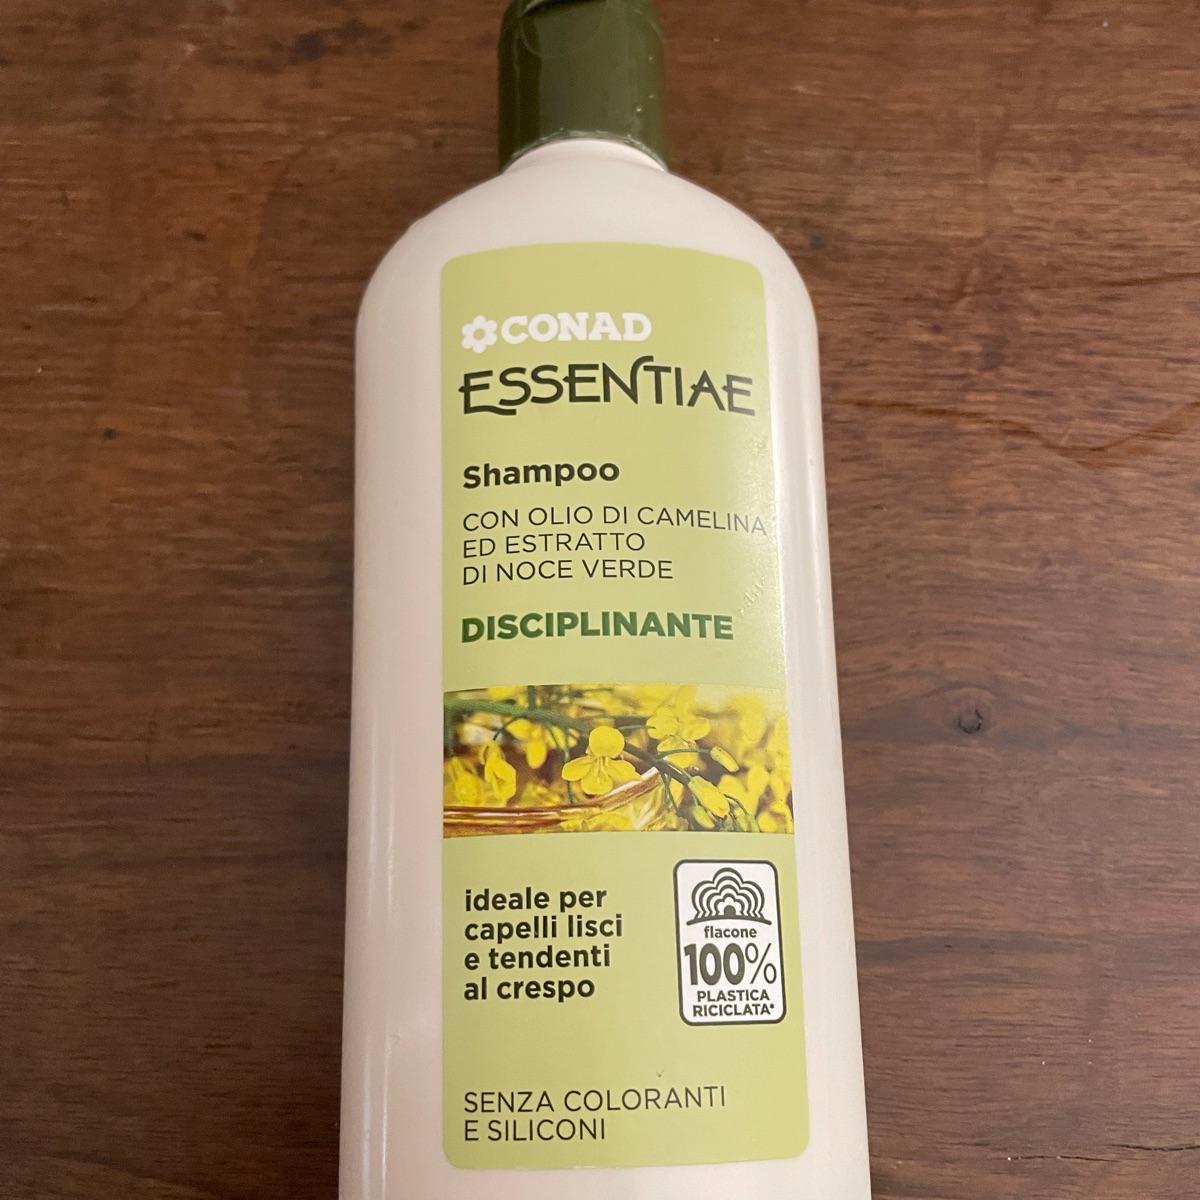 CONAD
ESSENTIAE
Shampoo
CON OLIO DI CAMELINA
ED ESTRATTO
DI NOCE VERDE
DISCIPLINANTE
ideale per
capelli lisci
e tendenti
al crespo
flacone
100%
PLASTICA
RICICLATA*
SENZA COLORANTI
E SILICONI